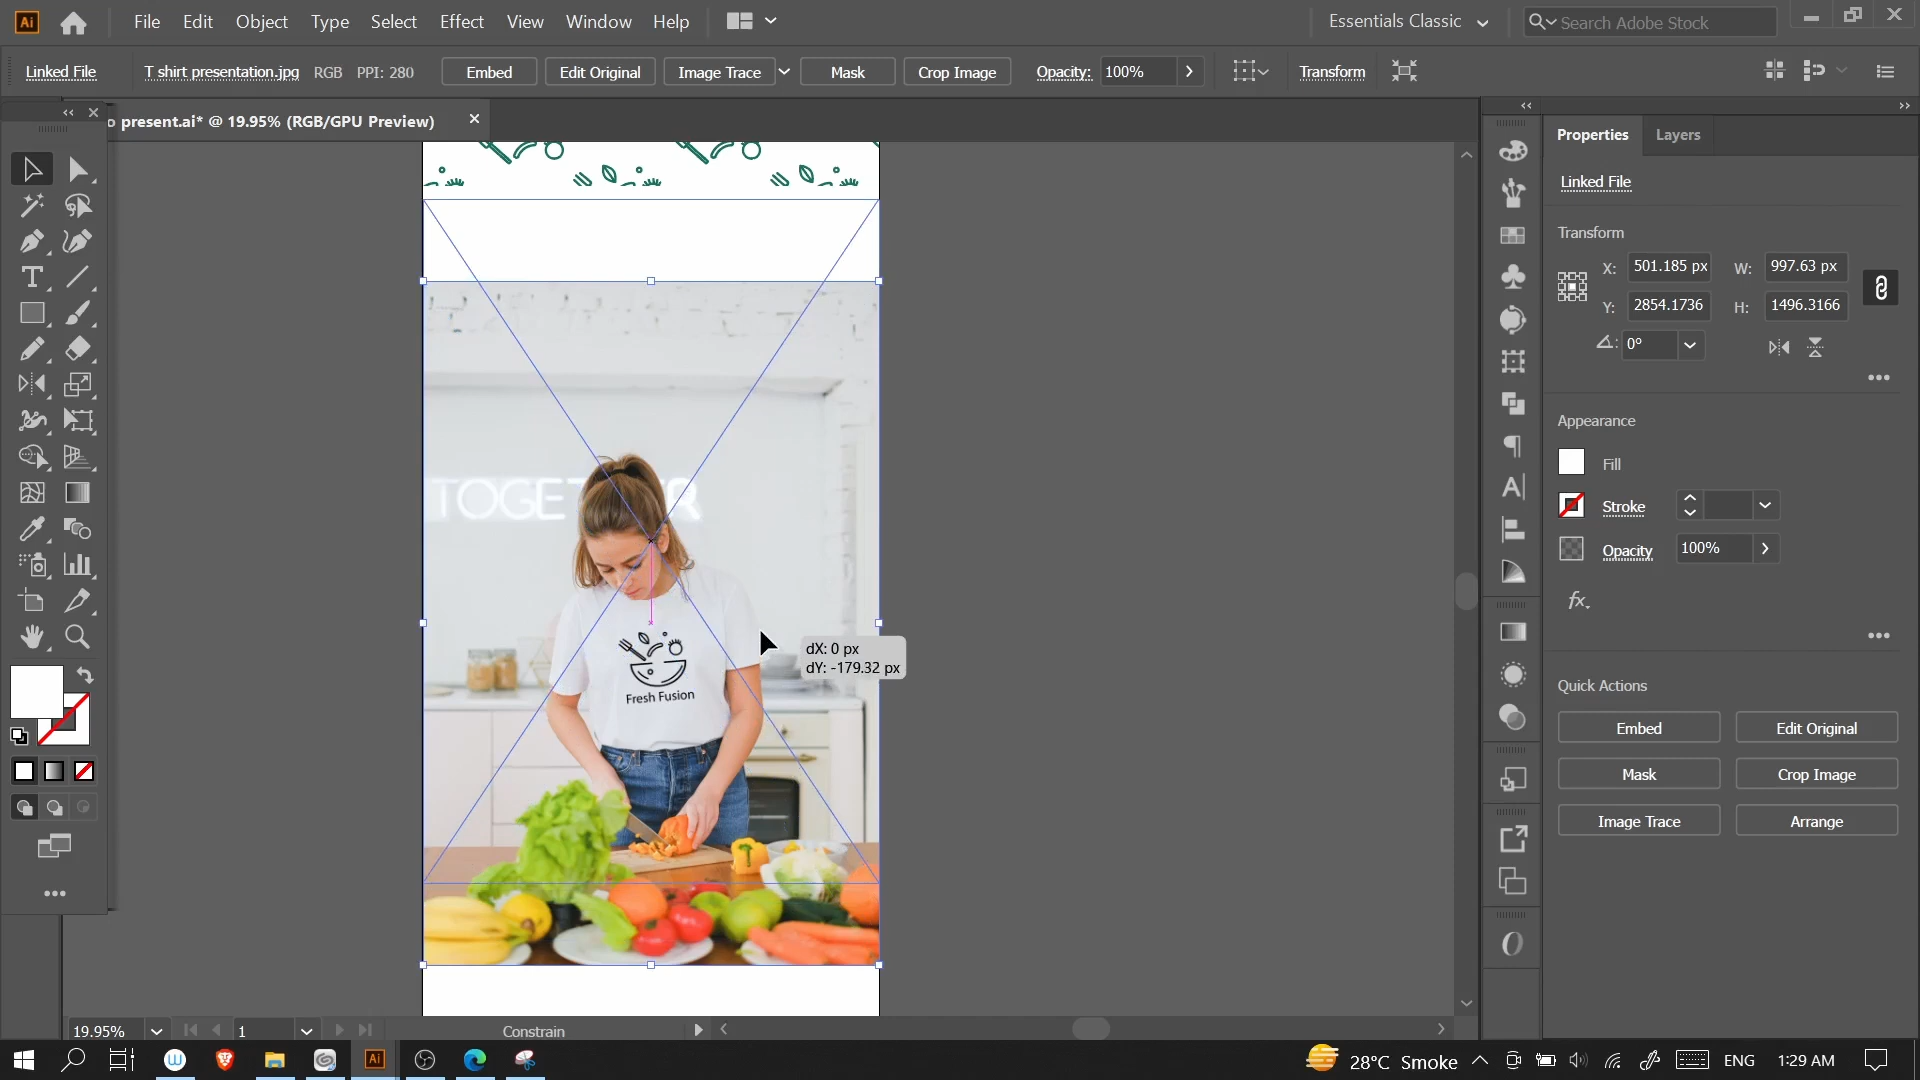 Ai File Edit Object Type Select Effect View Window Help Essentials Classic Search Adobe Stock
Linked File T shirt presentation.jpg RGB PPI: 280 Embed Edit Original Image Trace Mask Crop Image Opacity: 100% Transform
present.ai* @ 19.95% (RGB/GPU Preview)
Properties Layers
Linked File
Transform
X: 501.185 px W: 997.63 px
Y: 2854.1736 H: 1496.3166
0°
Appearance
Fill
Stroke
Opacity 100%
fx.
Quick Actions
Embed Edit Original
Mask Crop Image
Image Trace Arrange
TOGETHER
Fresh Fusion
dX: 0 px
dY: -179.32 px
19.95% 1 Constrain
28°C Smoke ENG 1:29 AM